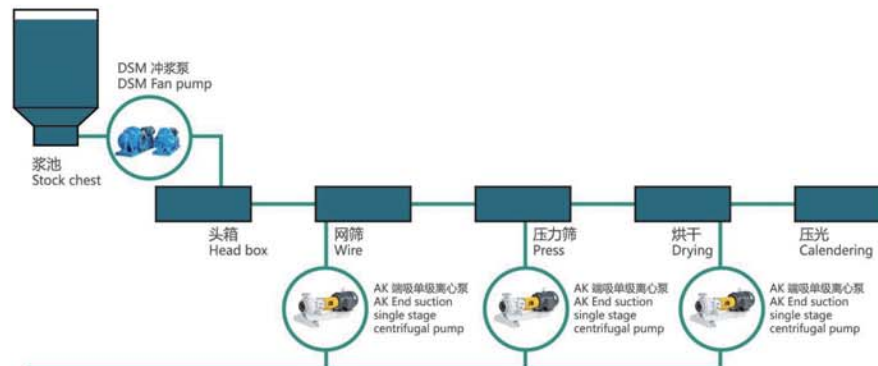 DSM 冲浆泵
DSM Fan pump
浆池
Stock chest
头箱
Head box
网筛
Wire
压力筛
Press
烘干
Drying
压光
Calendering
AK 端吸单级离心泵
AK End suction
single stage
centrifugal pump
AK 端吸单级离心泵
AK End suction
single stage
centrifugal pump
AK 端吸单级离心泵
AK End suction
single stage
centrifugal pump